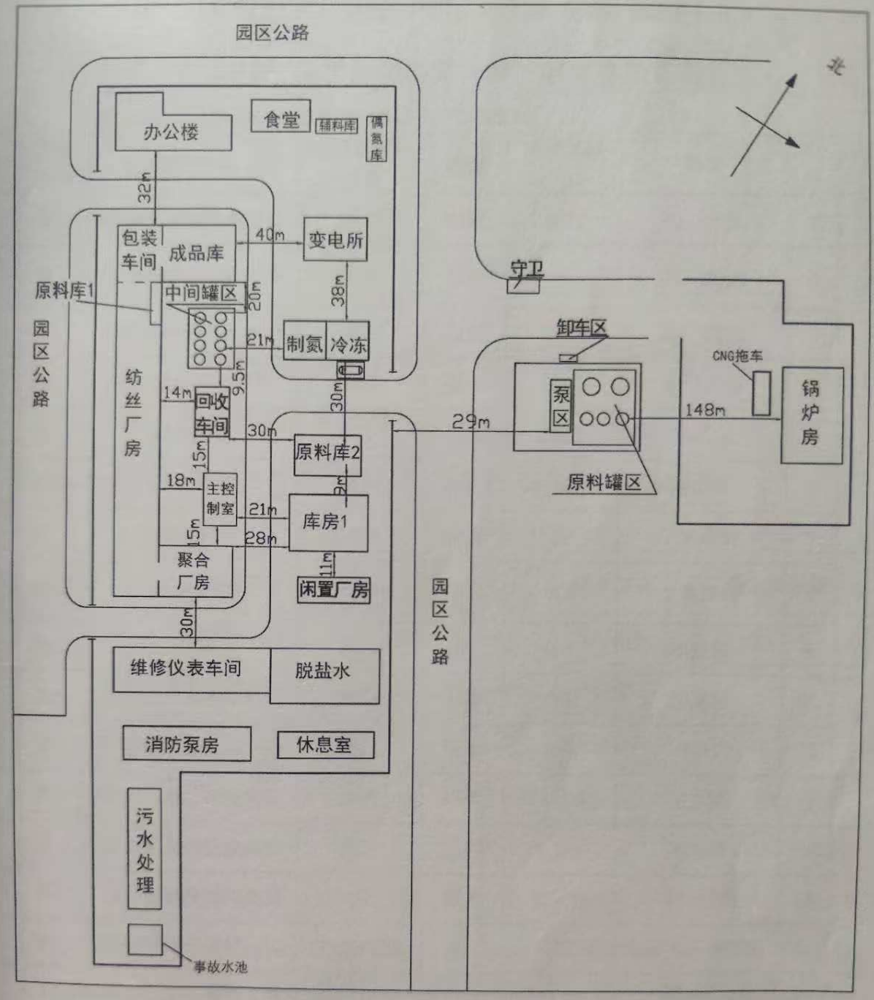 园区公路
北
食堂
辅料库
偶氮库
办公楼
32m
包装车间
成品库
40m
变电所
守卫
原料库1
中间罐区
20m
38m
园区公路
21m
制氮
冷冻
卸车区
CNG拖车
纺丝厂房
9.5m
14m
回收车间
30m
泵区
锅炉房
29m
148m
30m
原料库2
15m
原料罐区
18m
主控制室
9m
21m
库房1
15m
28m
聚合厂房
11m
闲置厂房
园区公路
30m
维修仪表车间
脱盐水
消防泵房
休息室
污水处理
事故水池